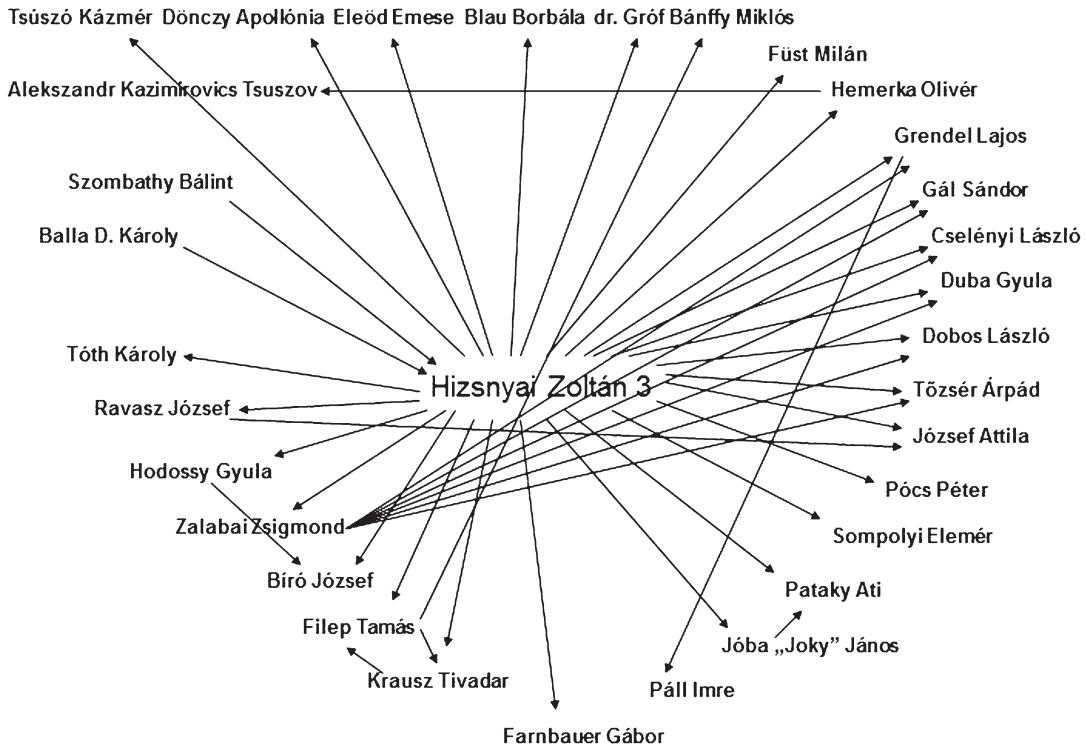 Tsúszó Kázmér Dönczy Apollónia Eleöd Emese Blau Borbála dr. Gróf Bánffy Miklós
Füst Milán
Alekszandr Kazimirovics Tsuszov
Hemerka Olivér
Grendel Lajos
Szombathy Bálint
Gál Sándor
Balla D. Károly
Cselényi László
Duba Gyula
Dobos László
Tóth Károly
Hizsnyai Zoltán 3
Tõzsér Árpád
Ravasz József
József Attila
Hodossy Gyula
Pócs Péter
Zalabai Zsigmond
Sompolyi Elemér
Bíró József
Pataky Ati
Filep Tamás
Jóba „Joky” János
Krausz Tivadar
Páll Imre
Farnbauer Gábor